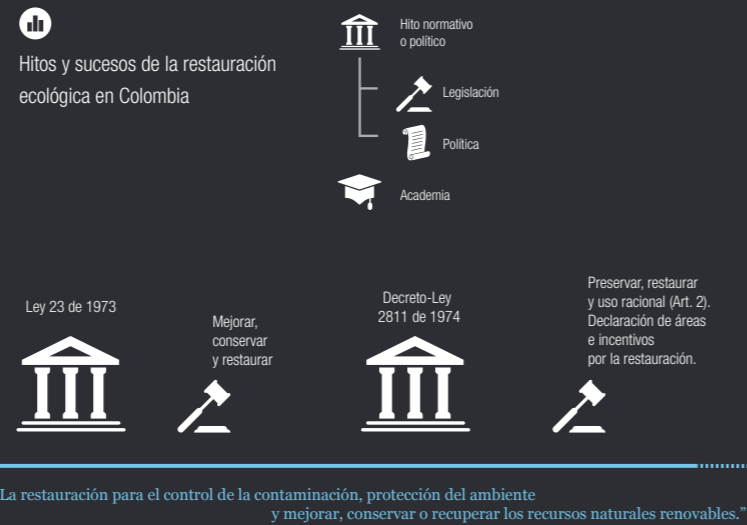 Hitos y sucesos de la restauración
ecológica en Colombia
Hito normativo
o político
Legislación
Política
Academia
Ley 23 de 1973
Mejorar,
conservar
y restaurar
Decreto-Ley
2811 de 1974
Preservar, restaurar
y uso racional (Art. 2).
Declaración de áreas
e incentivos
por la restauración.
La restauración para el control de la contaminación, protección del ambiente
y mejorar, conservar o recuperar los recursos naturales renovables.”